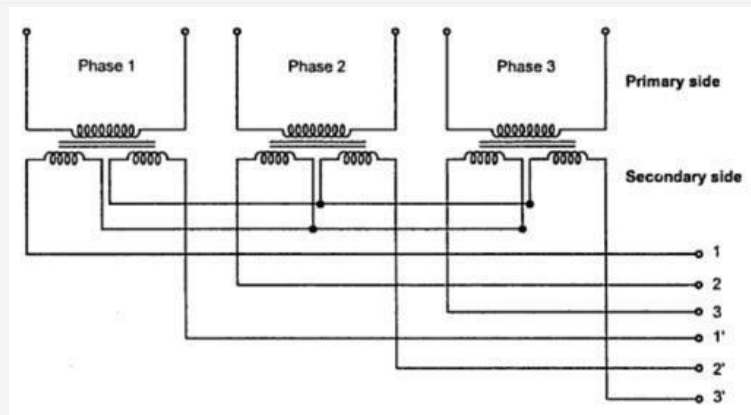 Phase 1
Phase 2
Phase 3
Primary side
Secondary side
1
2
3
1'
2'
3'